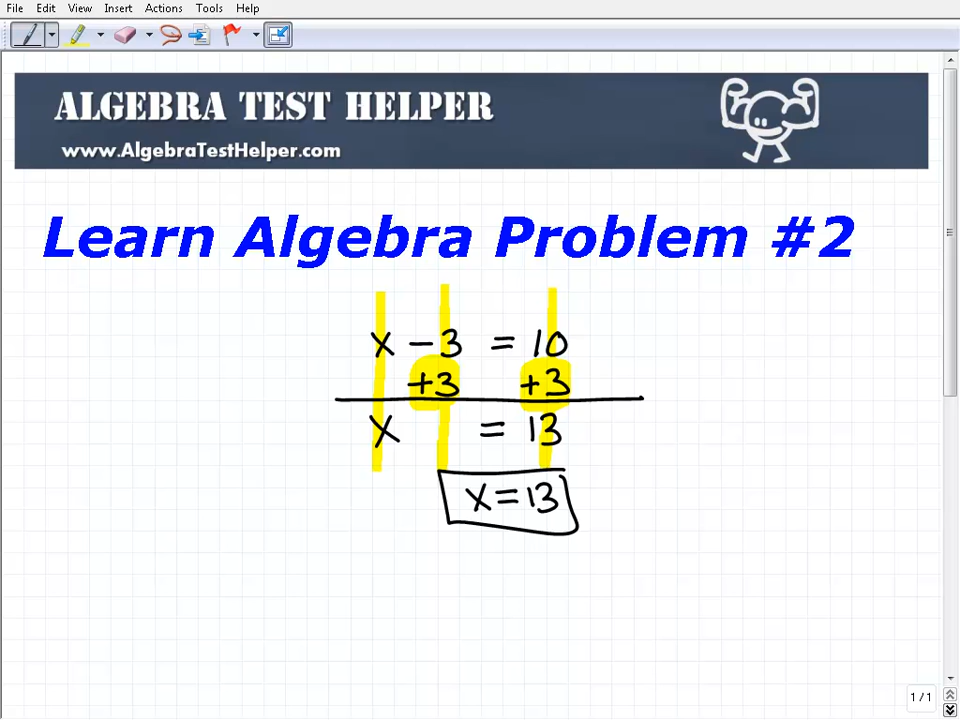 File Edit View Insert Actions Tools Help
ALGEBRA TEST HELPER
www.AlgebraTestHelper.com
Learn Algebra Problem #2
x - 3 = 10
+3 +3
x = 13
x = 13
1 / 1